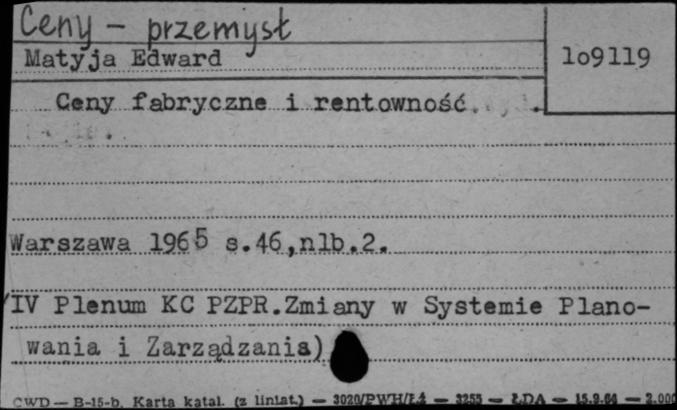 Ceny - przemysł
Matyja Edward
1o9119
Ceny fabryczne i rentowność.
Warszawa 1965 s.46,nlb.2.
/IV Plenum KC PZPR.Zmiany w Systemie Plano-
wania i Zarządzania)
CWD — B-15-b. Karta katal. (z liniat.) — 3020/PWH/Łź — 3255 — ŁDA — 15.9.64 — 2.000